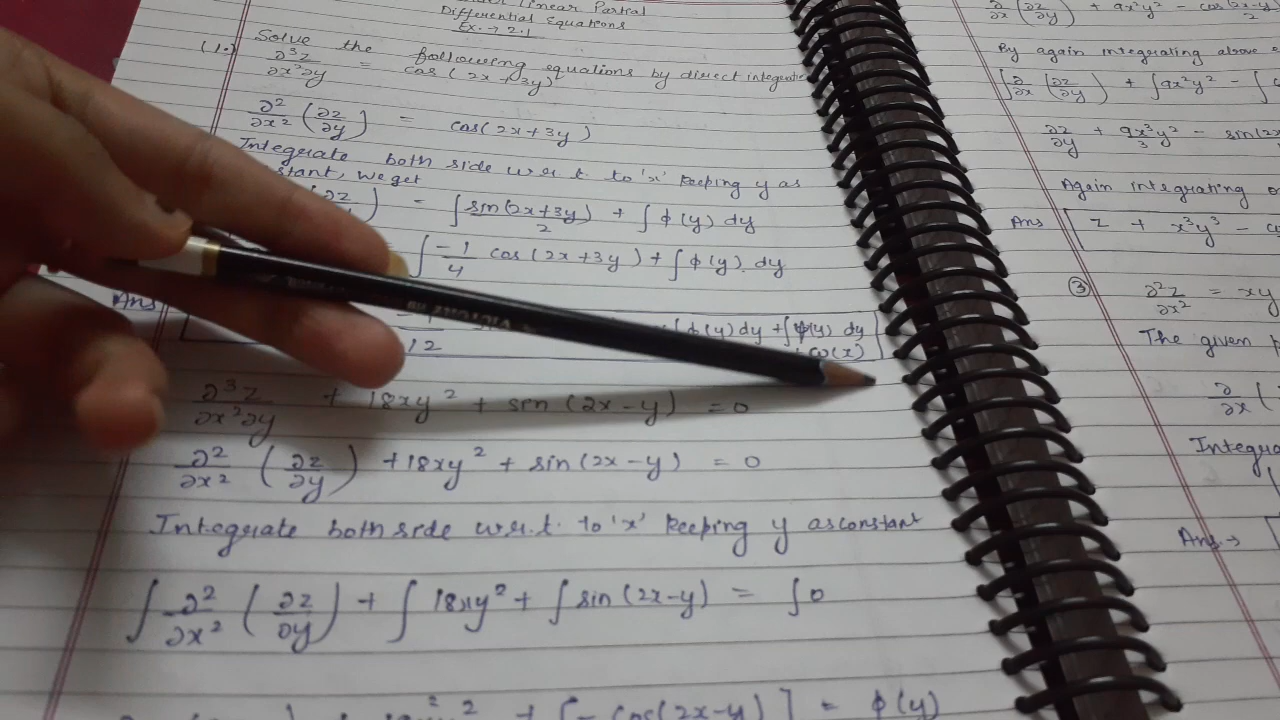 Linear Partial
Differential Equations
Ex. → 2.1
(1.) Solve the following equations by direct integration
∂³z/∂x²∂y = cos(2x+3y)
∂²/∂x² (∂z/∂y) = cos(2x+3y)
Integrate both side w.r.t. to 'x' keeping y as
stant, we get
∂z ) = ∫ sin(2x+3y)/2 + ∫ ϕ(y) dy
∫ -1/4 cos(2x+3y) + ∫ ϕ(y). dy
Ans
12 ϕ(y) dy + ∫ ψ(y) dy
+ ω(x)
∂³z/∂x²∂y + 18xy² + sin(2x-y) = 0
∂²/∂x² (∂z/∂y) + 18xy² + sin(2x-y) = 0
Integrate both side w.r.t. to 'x' keeping y as constant
∫ ∂²/∂x² (∂z/∂y) + ∫ 18xy² + ∫ sin(2x-y) = ∫ 0
cos(2x-y) ] = ϕ(y)
∂/∂x (∂z/∂y) + 9x²y² - cos(2x-y)/2
By again integrating above
∫ ∂/∂x (∂z/∂y) + ∫ 9x²y² - ∫
∂z/∂y + 9x³y²/3 - sin(2x
Again integrating
Ans [ z + x³y³ -
③ ∂²z/∂x² = xy
The given
∂/∂x (
Integra
Ans. →